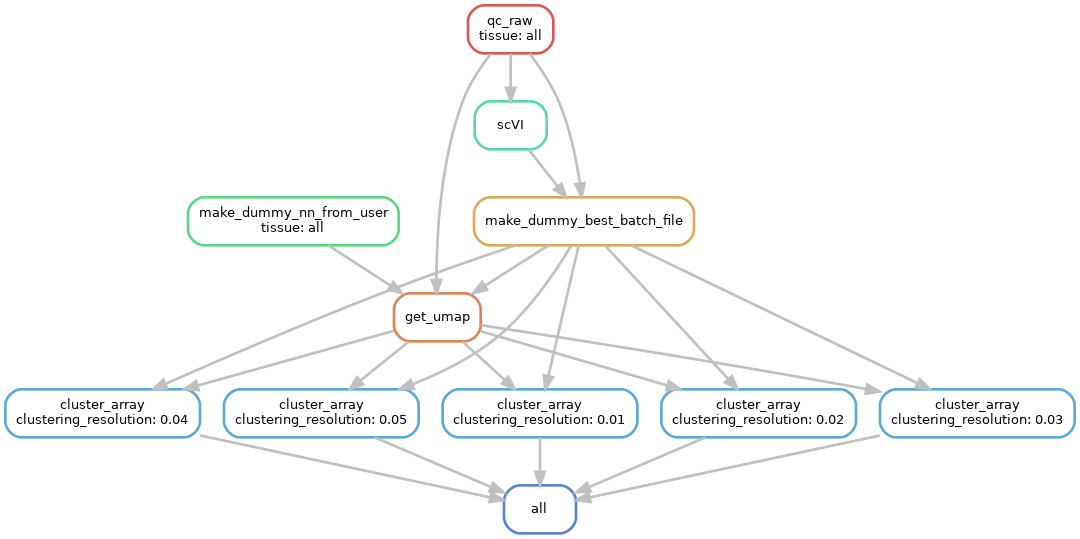 qc_raw
tissue: all
scVI
make_dummy_nn_from_user
tissue: all
make_dummy_best_batch_file
get_umap
cluster_array
clustering_resolution: 0.04
cluster_array
clustering_resolution: 0.05
cluster_array
clustering_resolution: 0.01
cluster_array
clustering_resolution: 0.02
cluster_array
clustering_resolution: 0.03
all